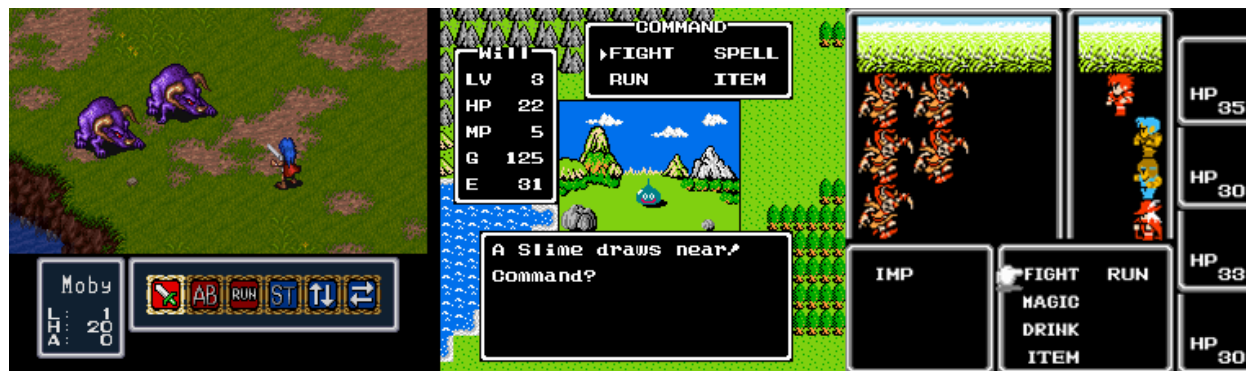 Moby
L: 1
H: 20
A: 0
AB RUN ST
Will
LV 3
HP 22
MP 5
G 125
E 31
COMMAND
FIGHT SPELL
RUN ITEM
A Slime draws near!
Command?
HP
35
HP
30
HP
33
HP
30
IMP
FIGHT RUN
MAGIC
DRINK
ITEM